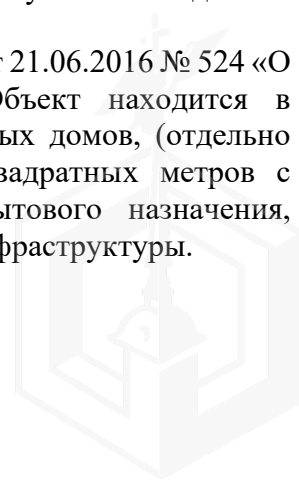 т 21.06.2016 № 524 «О
Объект находится в
ых домов, (отдельно
вадратных метров с
ытового назначения,
фраструктуры.